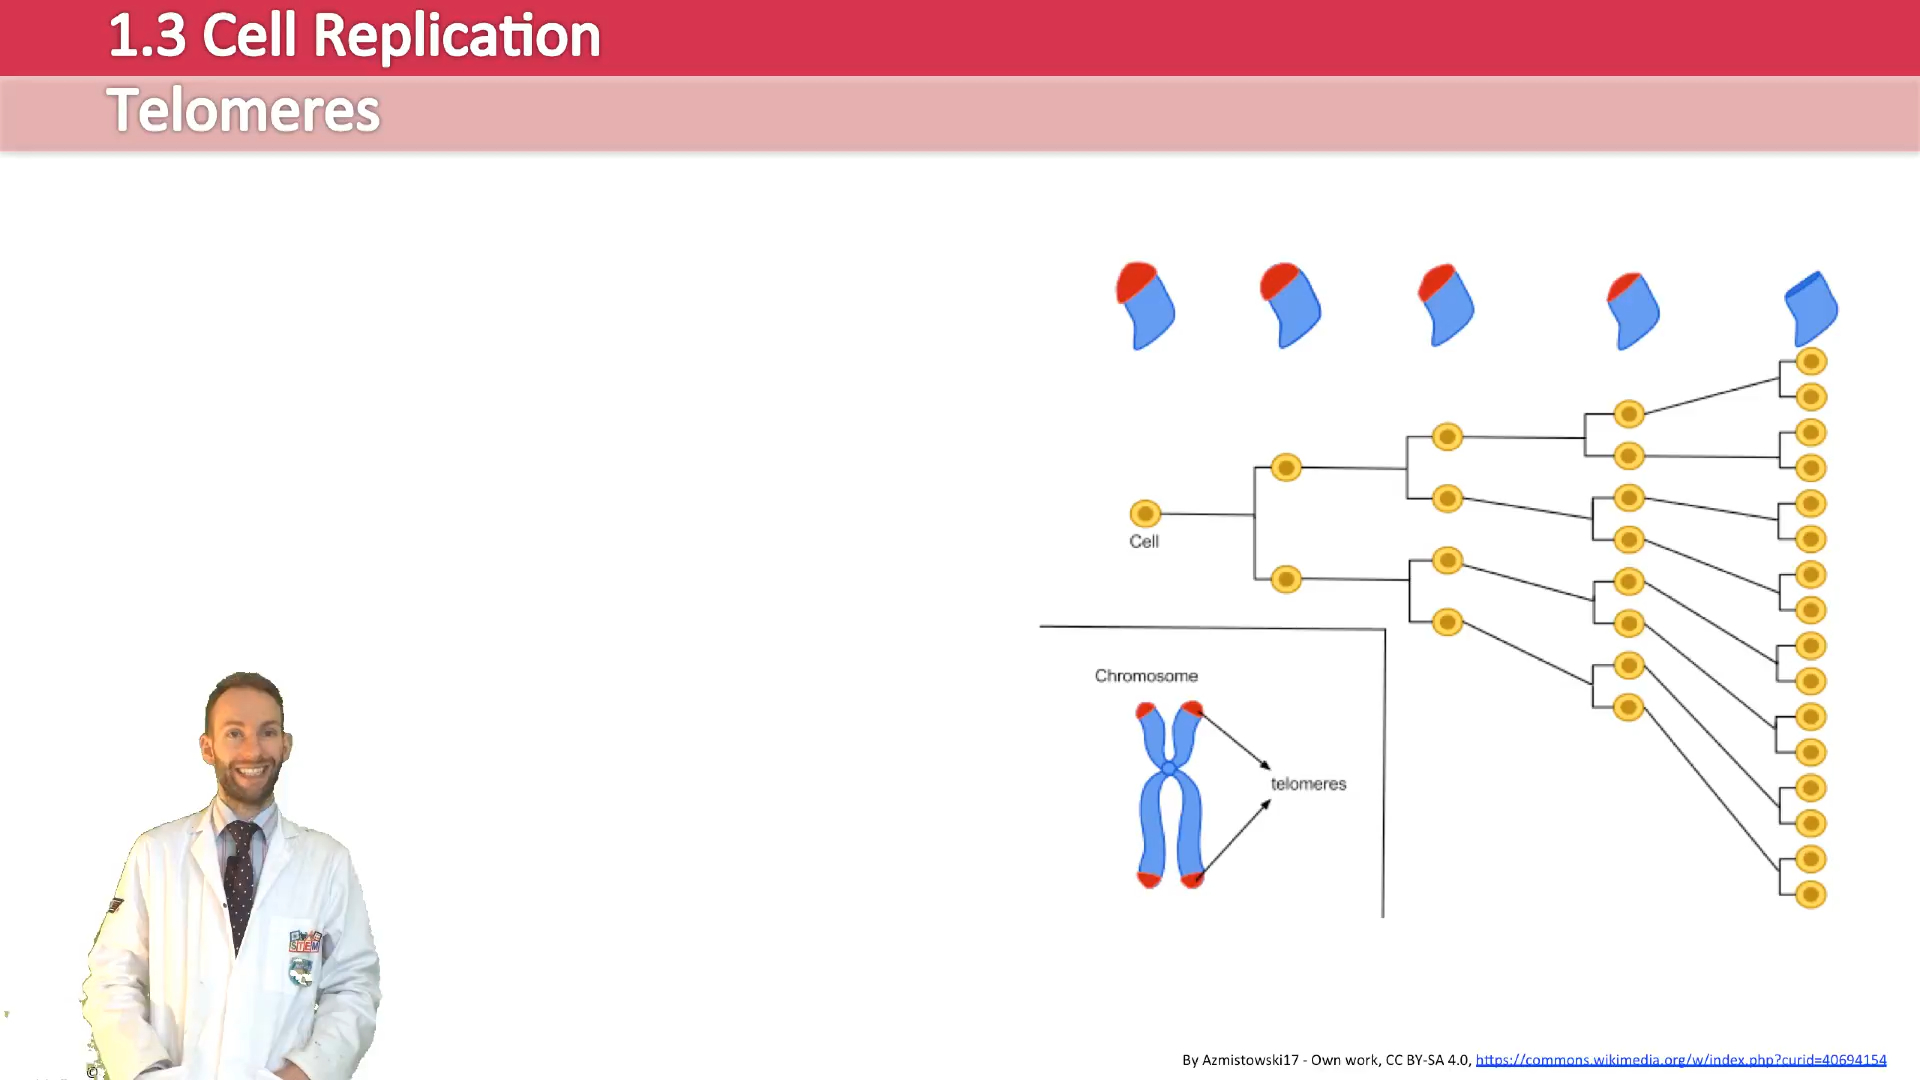 1.3 Cell Replication
Telomeres
Cell
Chromosome
telomeres
STEM
©
By Azmistowski17 - Own work, CC BY-SA 4.0, https://commons.wikimedia.org/w/index.php?curid=40694154